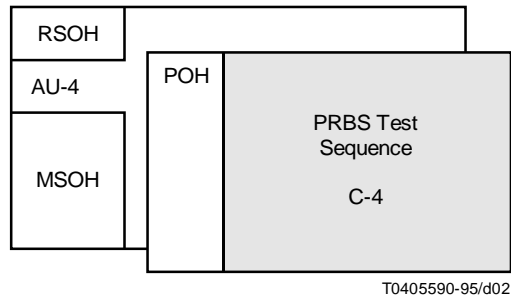 RSOH
AU-4
MSOH
POH
PRBS Test
Sequence
C-4
T0405590-95/d02